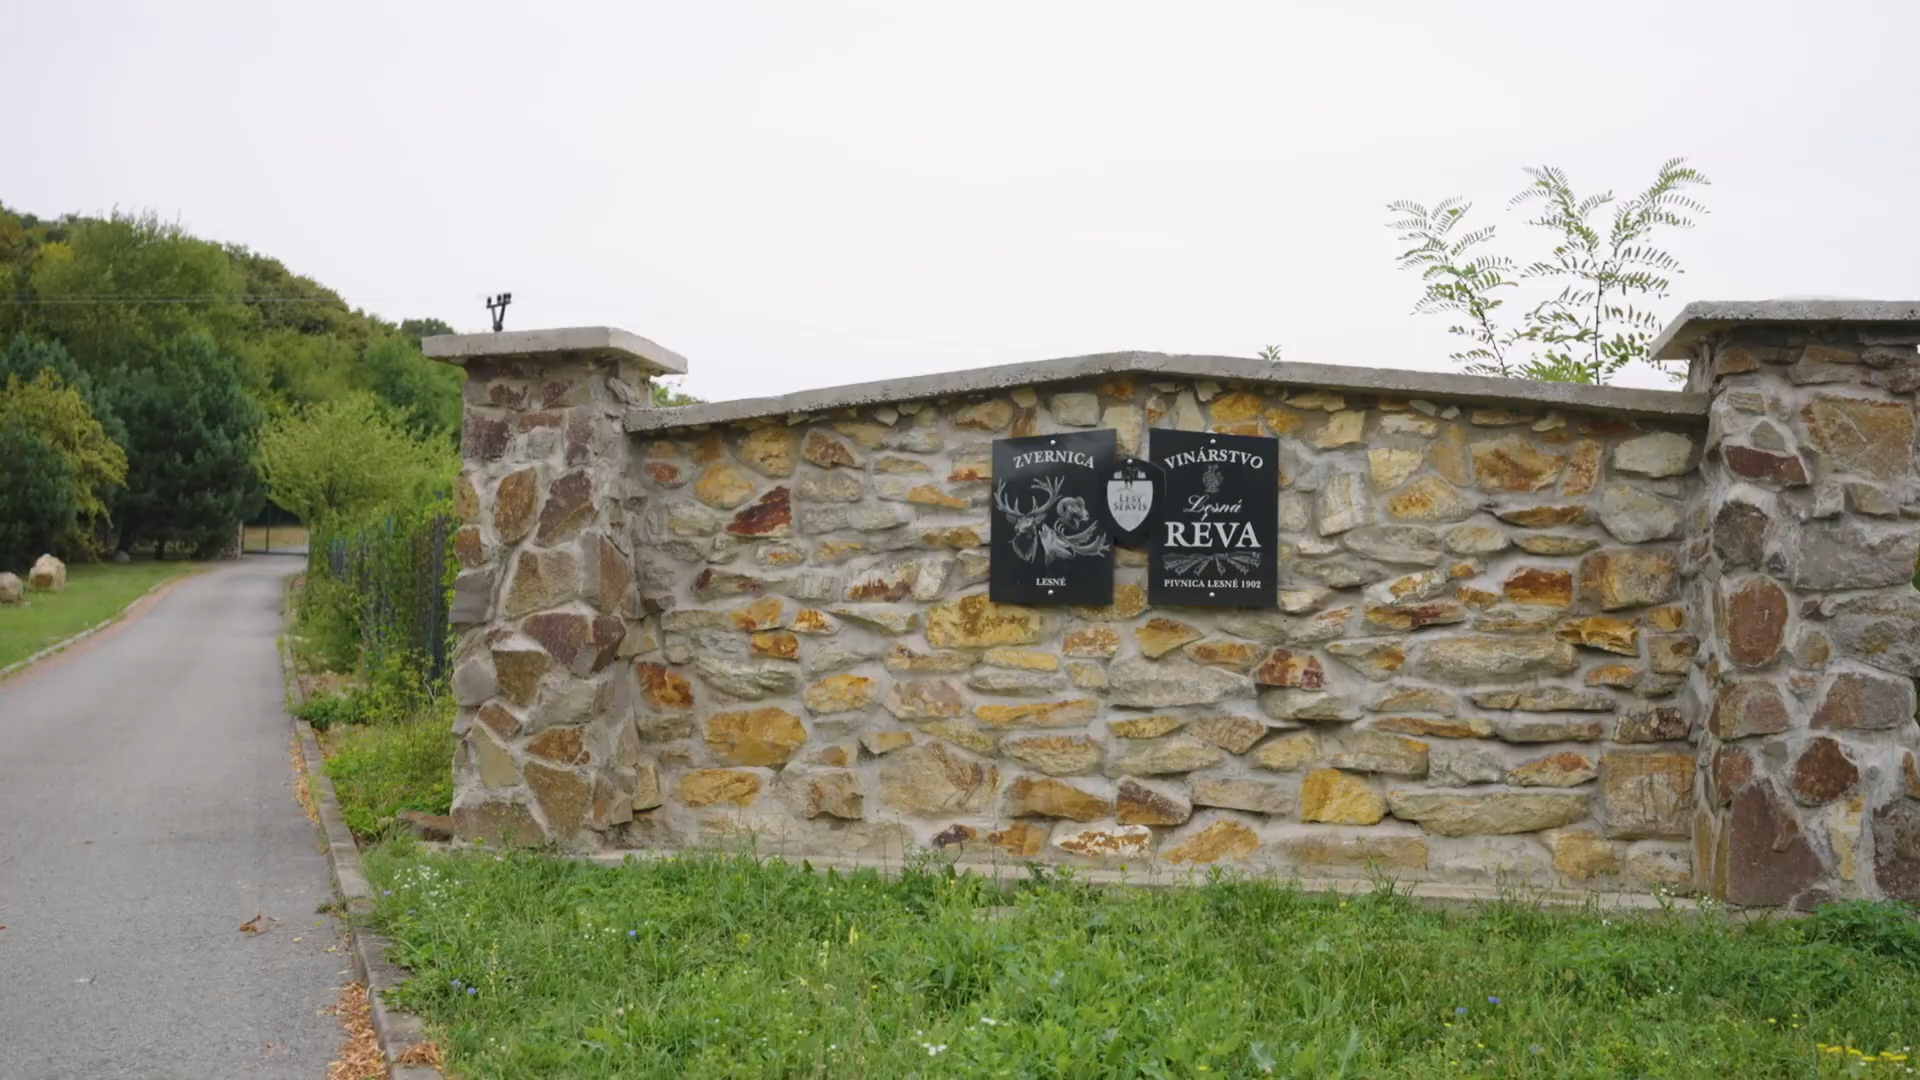 ZVERNICA
LESNÉ
LESY
SERVIS
VINÁRSTVO
Lesná
RÉVA
PIVNICA LESNÉ 1902